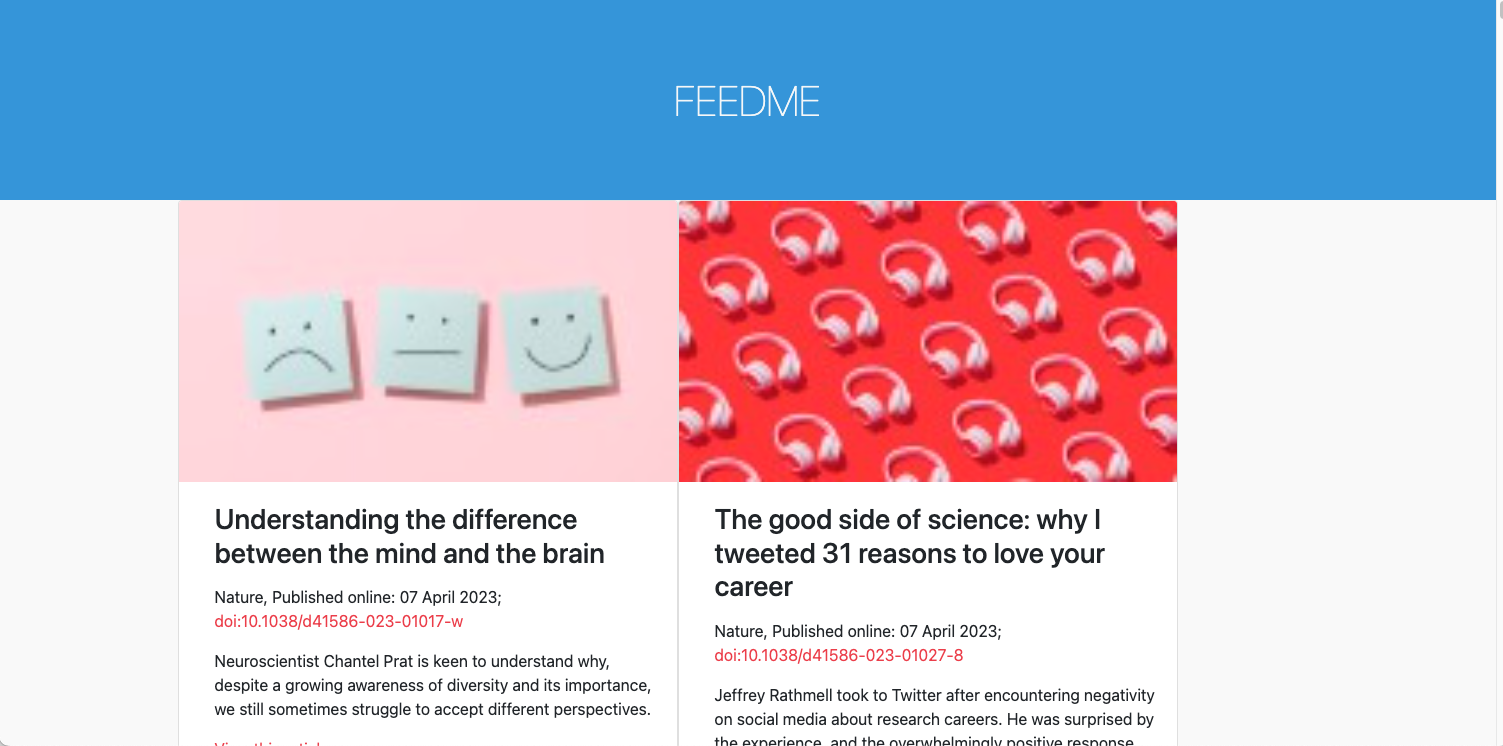 FEEDME
Understanding the difference
between the mind and the brain
Nature, Published online: 07 April 2023;
doi:10.1038/d41586-023-01017-w
Neuroscientist Chantel Prat is keen to understand why,
despite a growing awareness of diversity and its importance,
we still sometimes struggle to accept different perspectives.
The good side of science: why I
tweeted 31 reasons to love your
career
Nature, Published online: 07 April 2023;
doi:10.1038/d41586-023-01027-8
Jeffrey Rathmell took to Twitter after encountering negativity
on social media about research careers. He was surprised by
the experience, and the overwhelmingly positive response